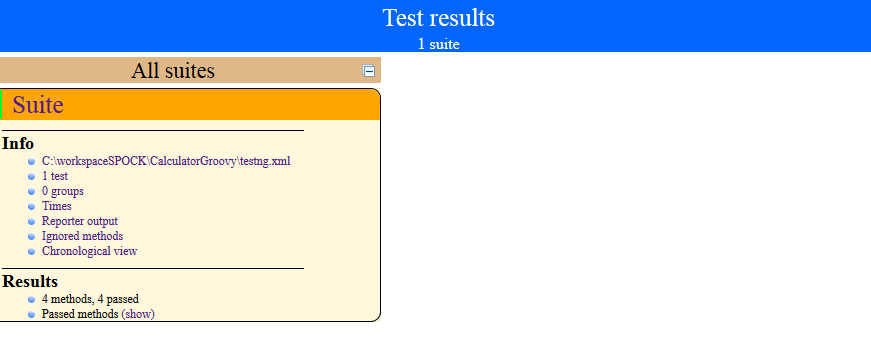 Test results
1 suite
All suites
Suite
Info
C:\workspaceSPOCK\CalculatorGroovy\testng.xml
1 test
0 groups
Times
Reporter output
Ignored methods
Chronological view
Results
4 methods, 4 passed
Passed methods (show)